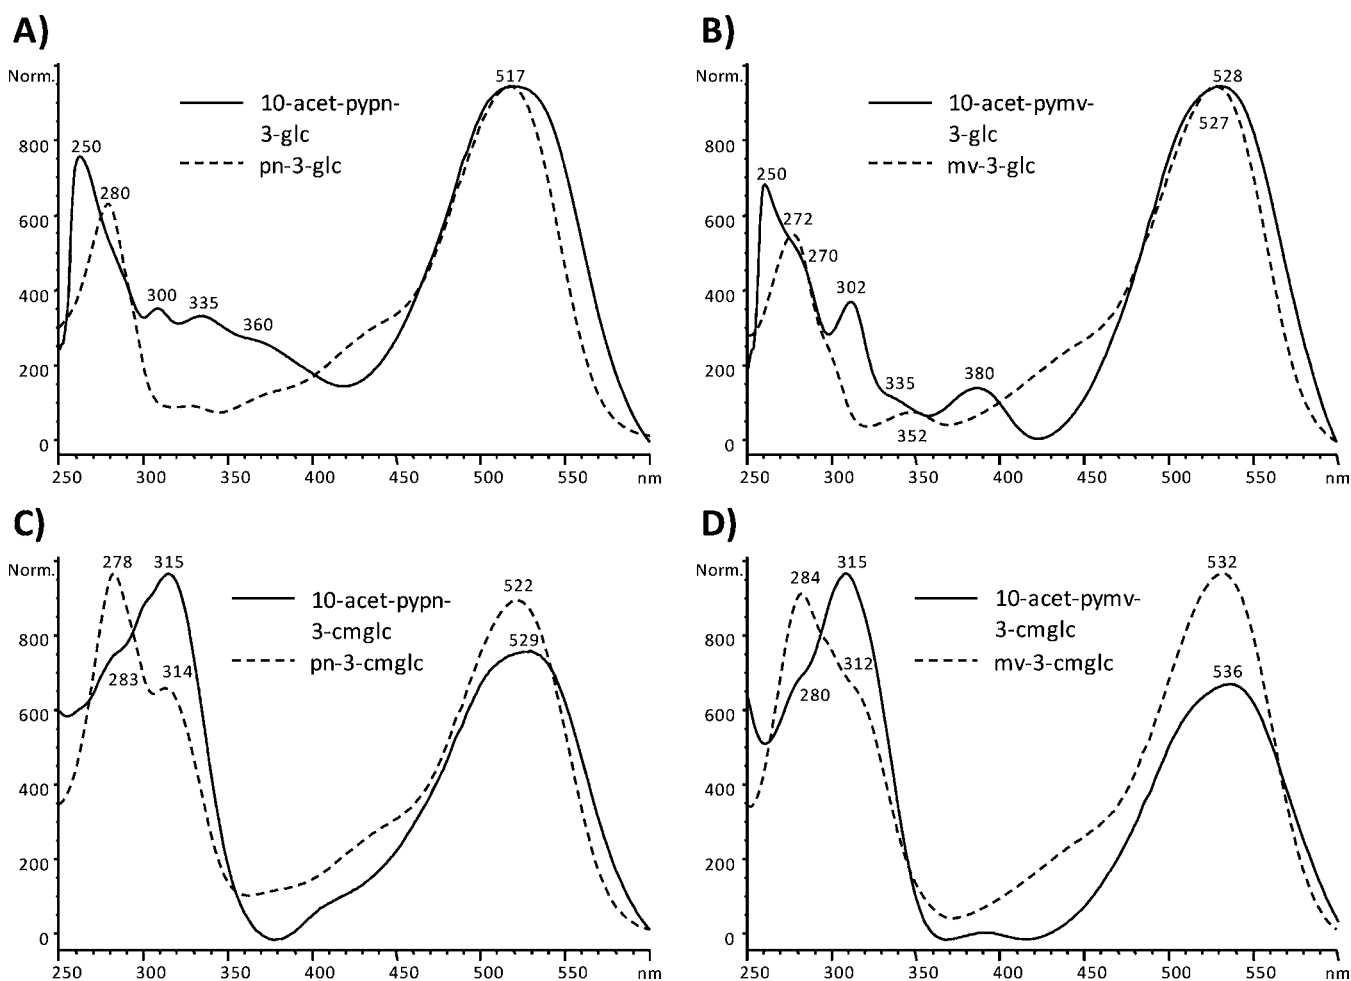 A)
Norm.
800
600
400
200
0
250 300 350 400 450 500 550 nm
250
280
300
335
360
517
10-acet-pypn-
3-glc
pn-3-glc
B)
Norm.
800
600
400
200
0
250 300 350 400 450 500 550 nm
250
272
270
302
335
352
380
528
527
10-acet-pymv-
3-glc
mv-3-glc
C)
Norm.
800
600
400
200
0
250 300 350 400 450 500 550 nm
278
315
283
314
522
529
10-acet-pypn-
3-cmglc
pn-3-cmglc
D)
Norm.
800
600
400
200
0
250 300 350 400 450 500 550 nm
284
315
280
312
532
536
10-acet-pymv-
3-cmglc
mv-3-cmglc